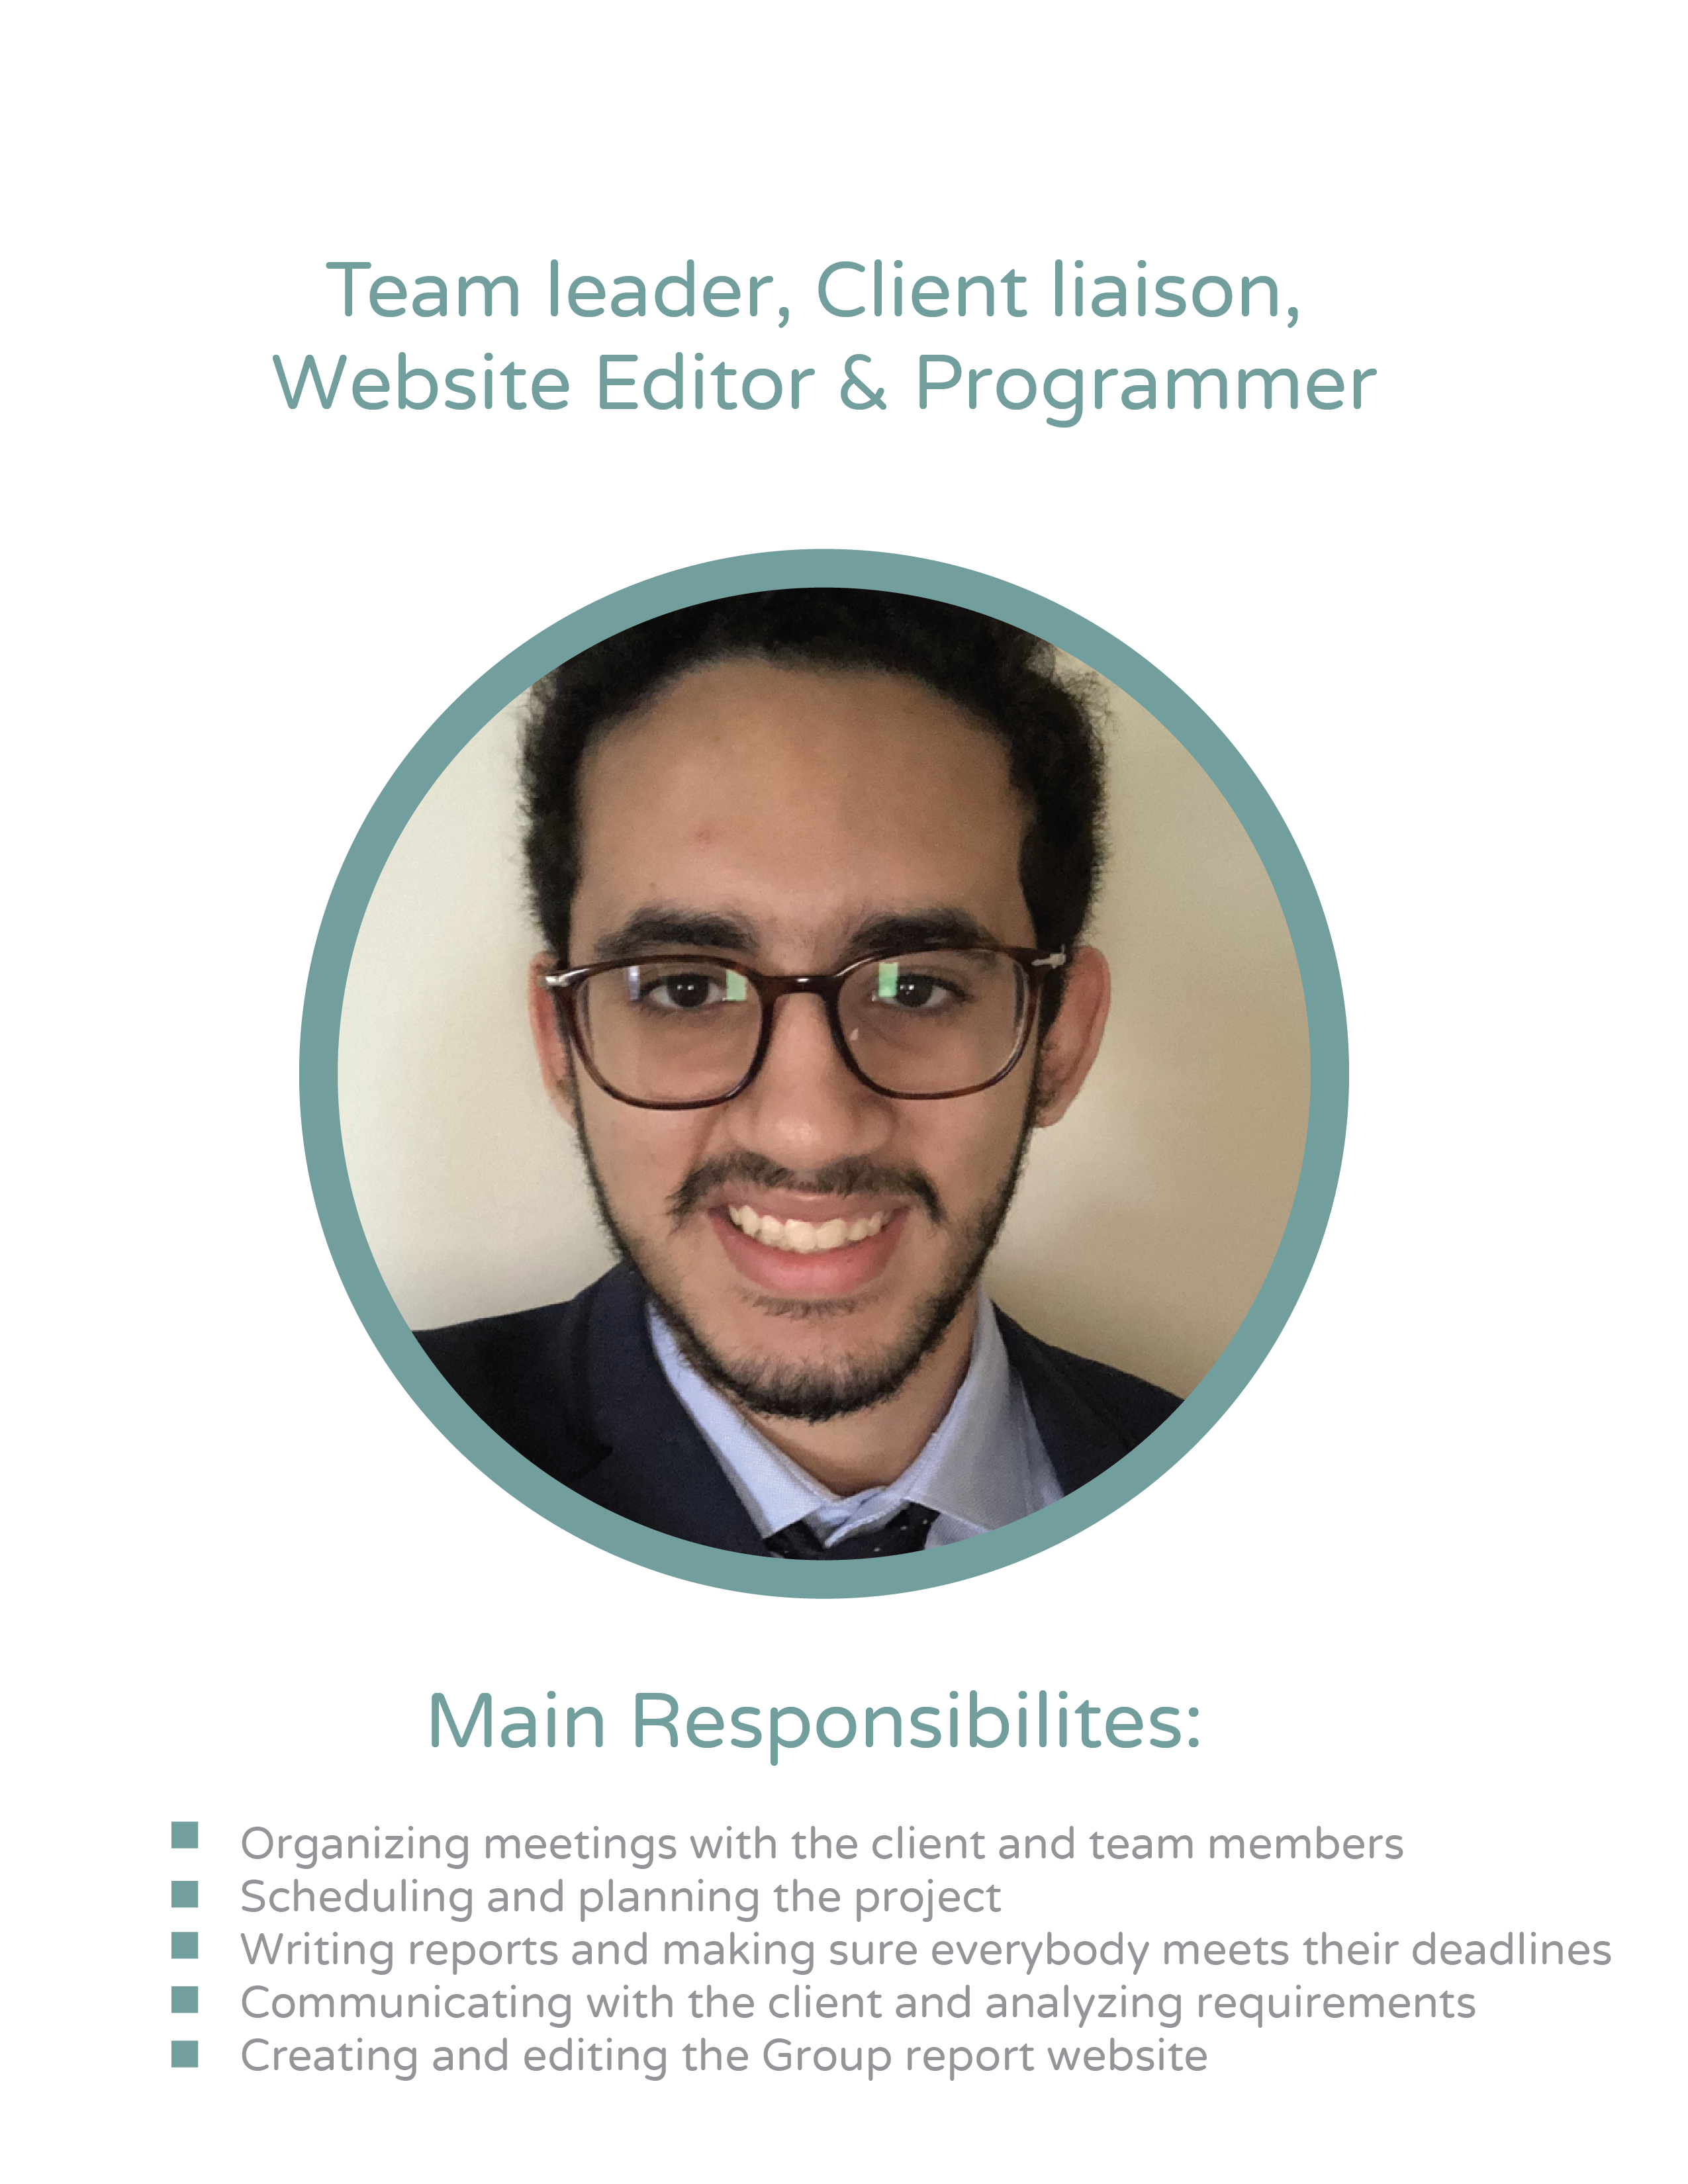 Team leader, Client liaison,
Website Editor & Programmer
Main Responsibilites:
Organizing meetings with the client and team members
Scheduling and planning the project
Writing reports and making sure everybody meets their deadlines
Communicating with the client and analyzing requirements
Creating and editing the Group report website